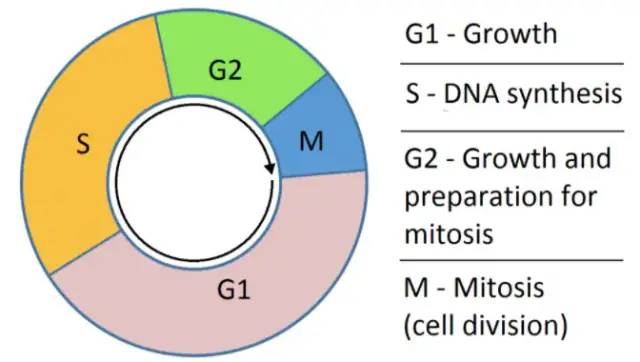 G2
S
M
G1
G1 - Growth
S - DNA synthesis
G2 - Growth and
preparation for
mitosis
M - Mitosis
(cell division)